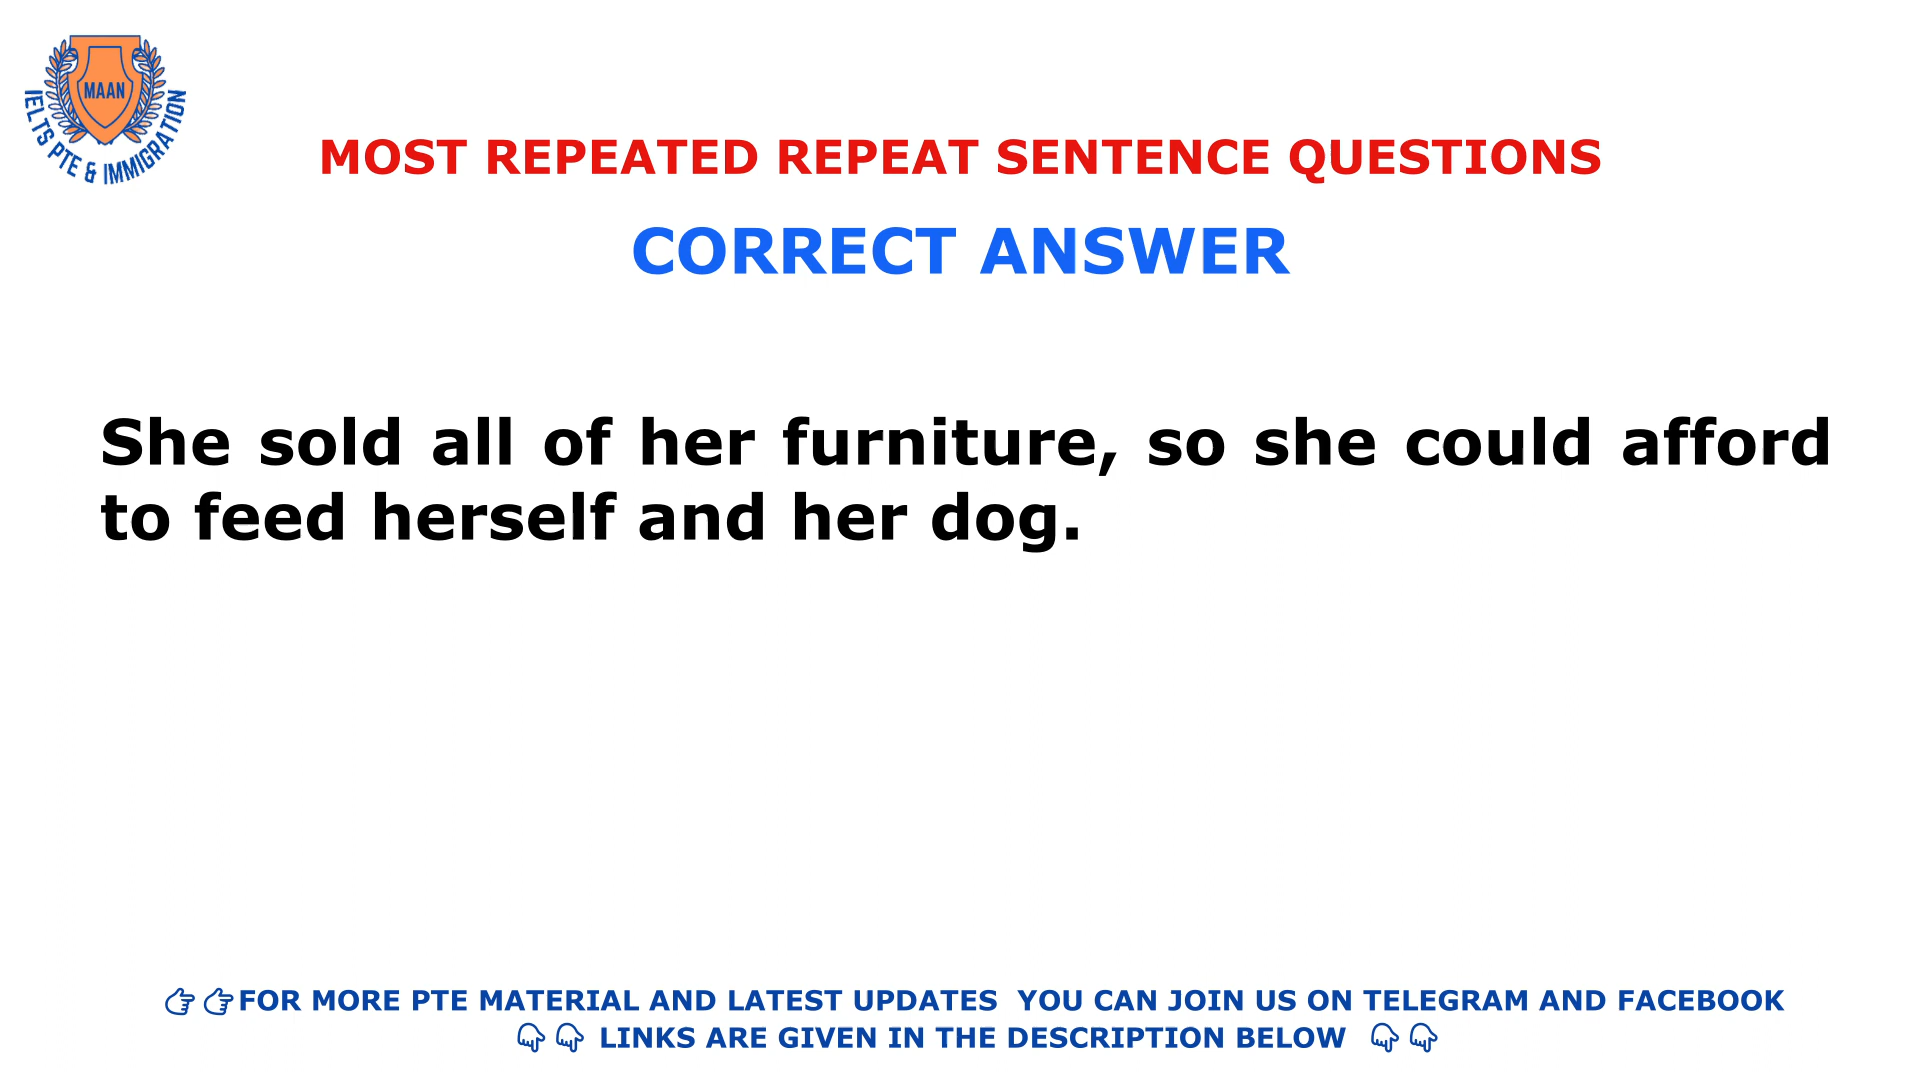 MAAN
IELTS PTE & IMMIGRATION
MOST REPEATED REPEAT SENTENCE QUESTIONS
CORRECT ANSWER
She sold all of her furniture, so she could afford
to feed herself and her dog.
👉👉FOR MORE PTE MATERIAL AND LATEST UPDATES YOU CAN JOIN US ON TELEGRAM AND FACEBOOK
👇👇 LINKS ARE GIVEN IN THE DESCRIPTION BELOW 👇👇